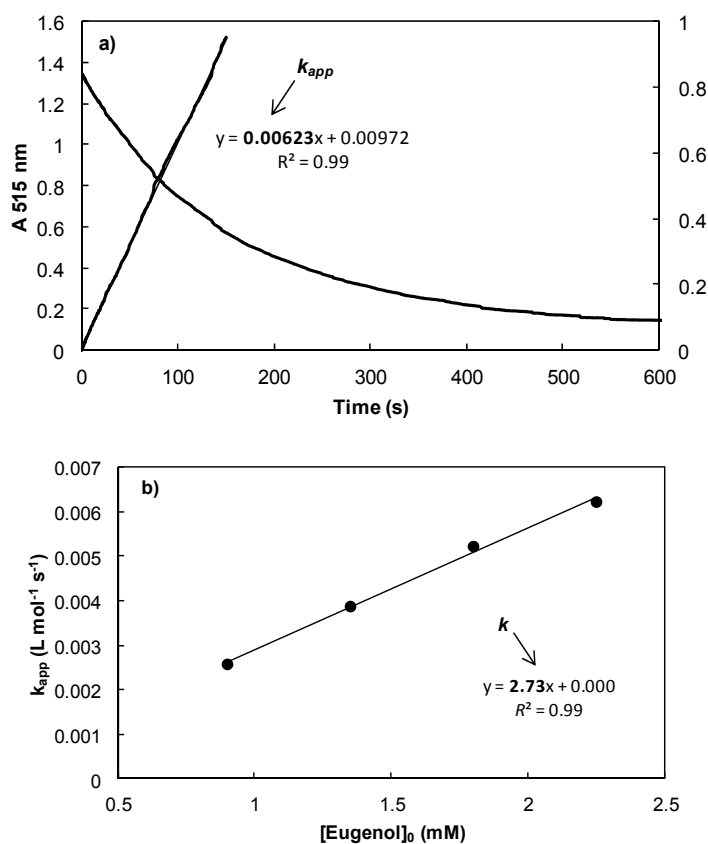 a)
A 515 nm
1.6
1.4
1.2
1
0.8
0.6
0.4
0.2
0
1
0.8
0.6
0.4
0.2
0
k_app
y = 0.00623x + 0.00972
R² = 0.99
0 100 200 300 400 500 600
Time (s)
b)
k_app (L mol⁻¹ s⁻¹)
0.007
0.006
0.005
0.004
0.003
0.002
0.001
0
k
y = 2.73x + 0.000
R² = 0.99
0.5 1 1.5 2 2.5
[Eugenol]₀ (mM)